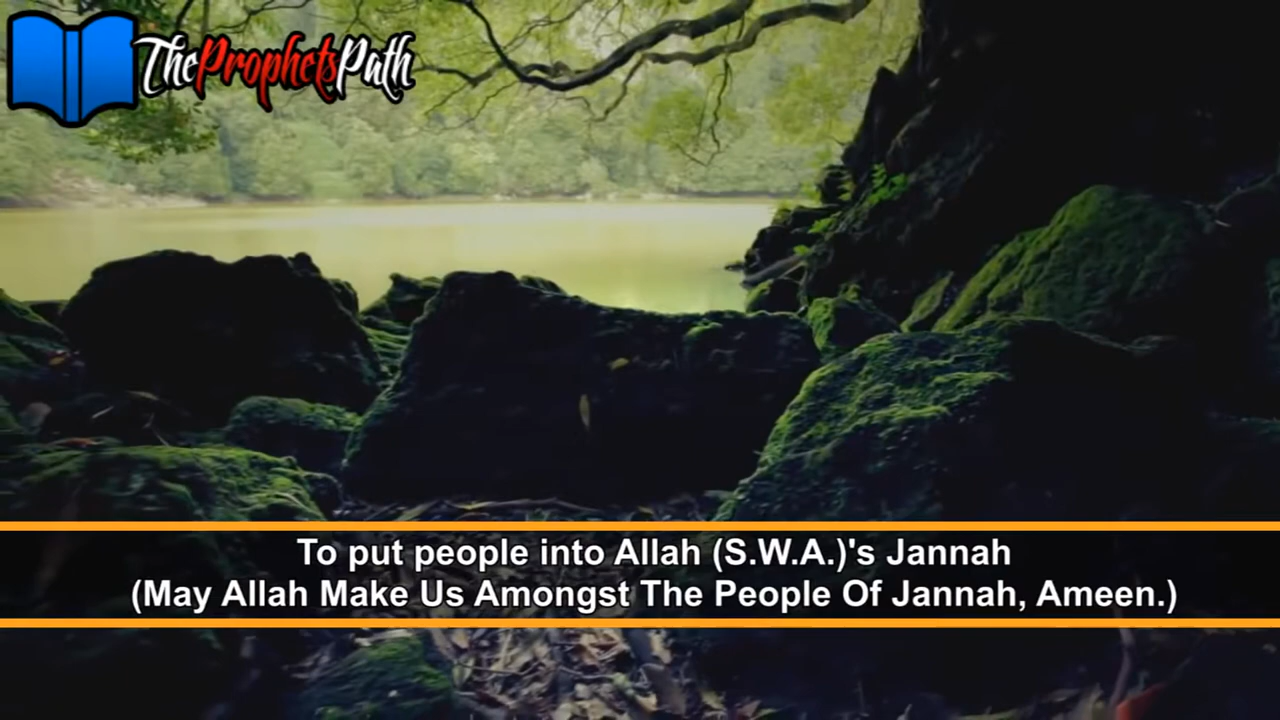 TheProphetsPath
To put people into Allah (S.W.A.)'s Jannah
(May Allah Make Us Amongst The People Of Jannah, Ameen.)